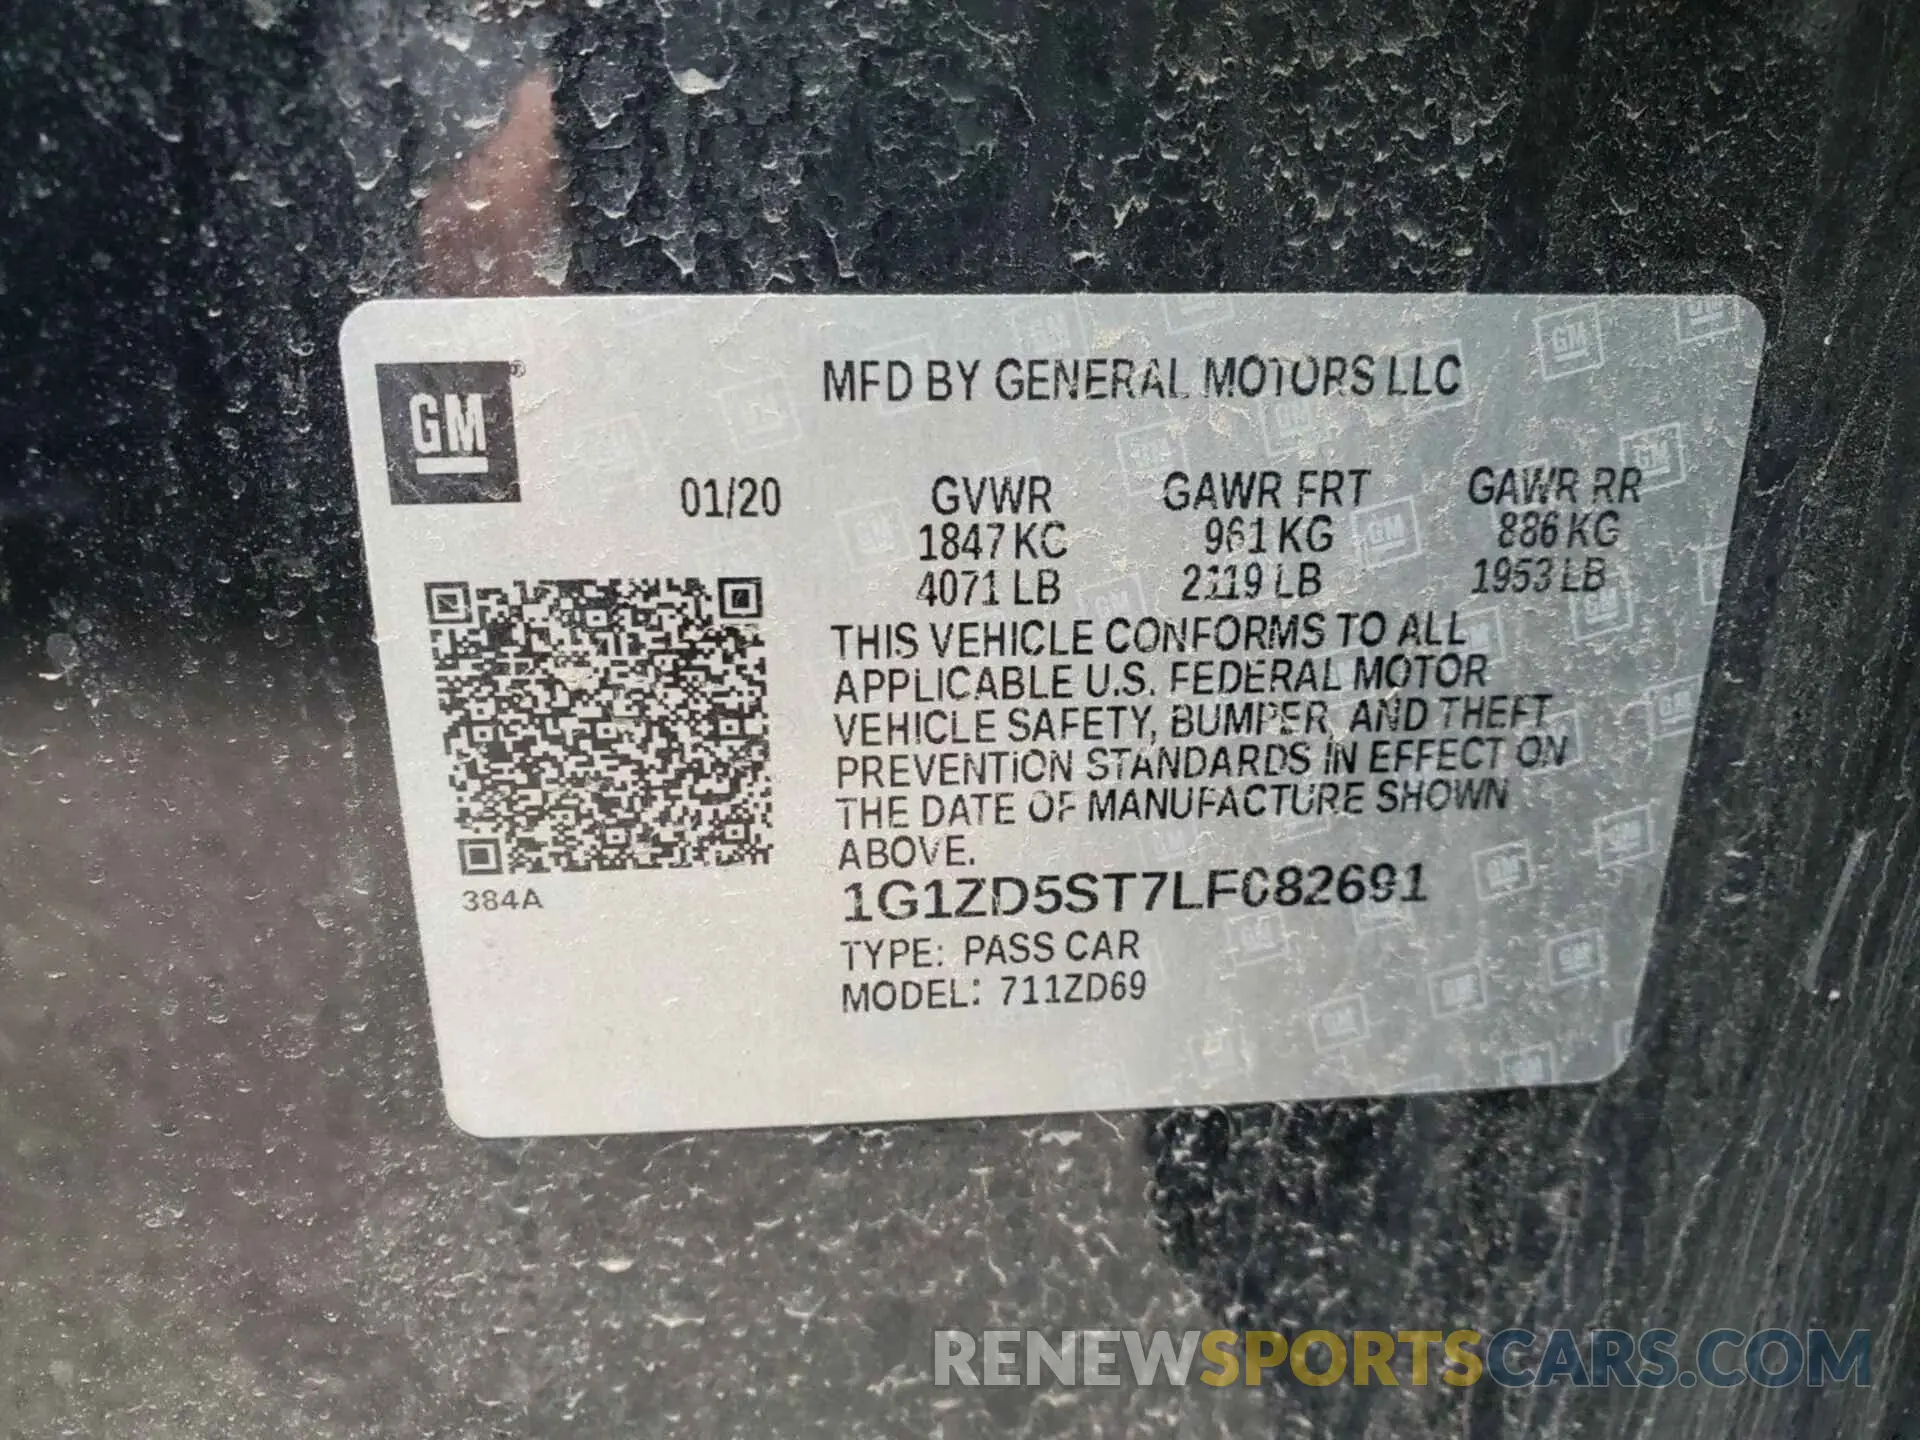 GM®
MFD BY GENERAL MOTORS LLC
01/20 GVWR GAWR FRT GAWR RR
1847 KG 961 KG 886 KG
4071 LB 2119 LB 1953 LB
THIS VEHICLE CONFORMS TO ALL
APPLICABLE U.S. FEDERAL MOTOR
VEHICLE SAFETY, BUMPER, AND THEFT
PREVENTION STANDARDS IN EFFECT ON
THE DATE OF MANUFACTURE SHOWN
ABOVE.
384A
1G1ZD5ST7LF082691
TYPE: PASS CAR
MODEL: 711ZD69
RENEWSPORTSCARS.COM